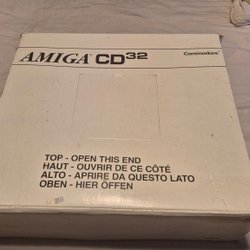 AMIGA CD32
Commodore
TOP - OPEN THIS END
HAUT - OUVRIR DE CE CÔTÉ
ALTO - APRIRE DA QUESTO LATO
OBEN - HIER ÖFFEN